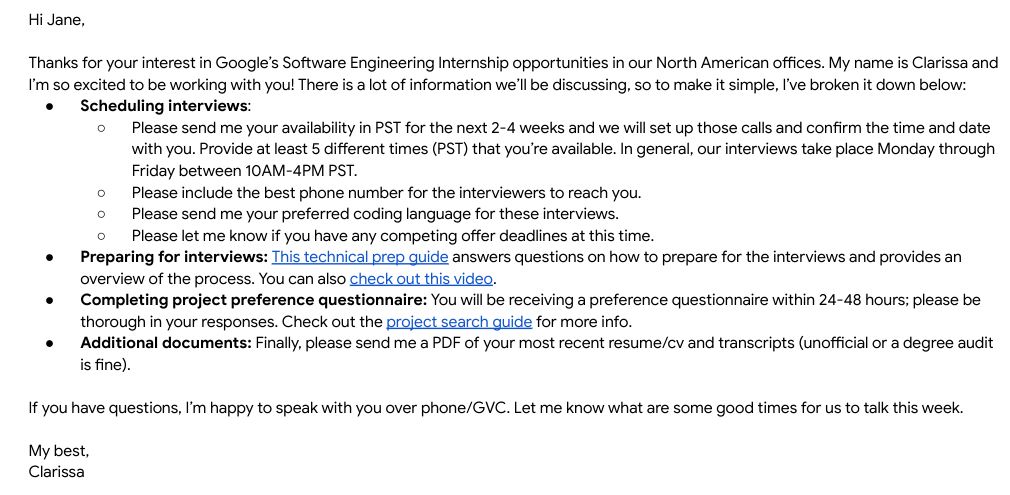 Hi Jane,
Thanks for your interest in Google's Software Engineering Internship opportunities in our North American offices. My name is Clarissa and
I'm so excited to be working with you! There is a lot of information we'll be discussing, so to make it simple, I've broken it down below:
● Scheduling interviews:
○ Please send me your availability in PST for the next 2-4 weeks and we will set up those calls and confirm the time and date
with you. Provide at least 5 different times (PST) that you're available. In general, our interviews take place Monday through
Friday between 10AM-4PM PST.
○ Please include the best phone number for the interviewers to reach you.
○ Please send me your preferred coding language for these interviews.
○ Please let me know if you have any competing offer deadlines at this time.
● Preparing for interviews: This technical prep guide answers questions on how to prepare for the interviews and provides an
overview of the process. You can also check out this video.
● Completing project preference questionnaire: You will be receiving a preference questionnaire within 24-48 hours; please be
thorough in your responses. Check out the project search guide for more info.
● Additional documents: Finally, please send me a PDF of your most recent resume/cv and transcripts (unofficial or a degree audit
is fine).
If you have questions, I'm happy to speak with you over phone/GVC. Let me know what are some good times for us to talk this week.
My best,
Clarissa